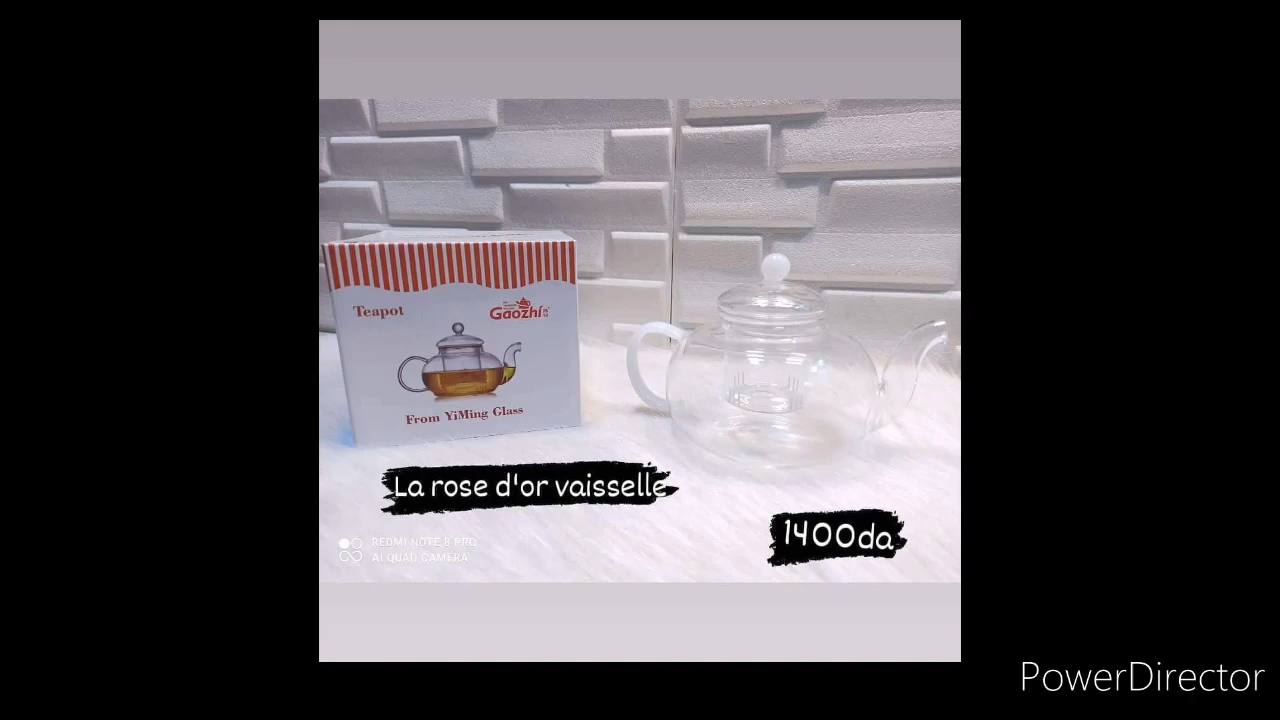 Teapot
Gaozhi
From YiMing Glass
La rose d'or vaisselle
1400da
REDMI NOTE 8 PRO
AI QUAD CAMERA
PowerDirector